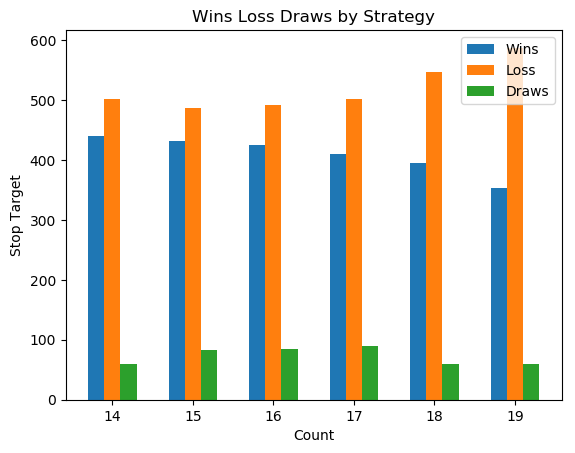 Wins Loss Draws by Strategy
600
500
400
300
200
100
0
Stop Target
14 15 16 17 18 19
Count
Wins
Loss
Draws